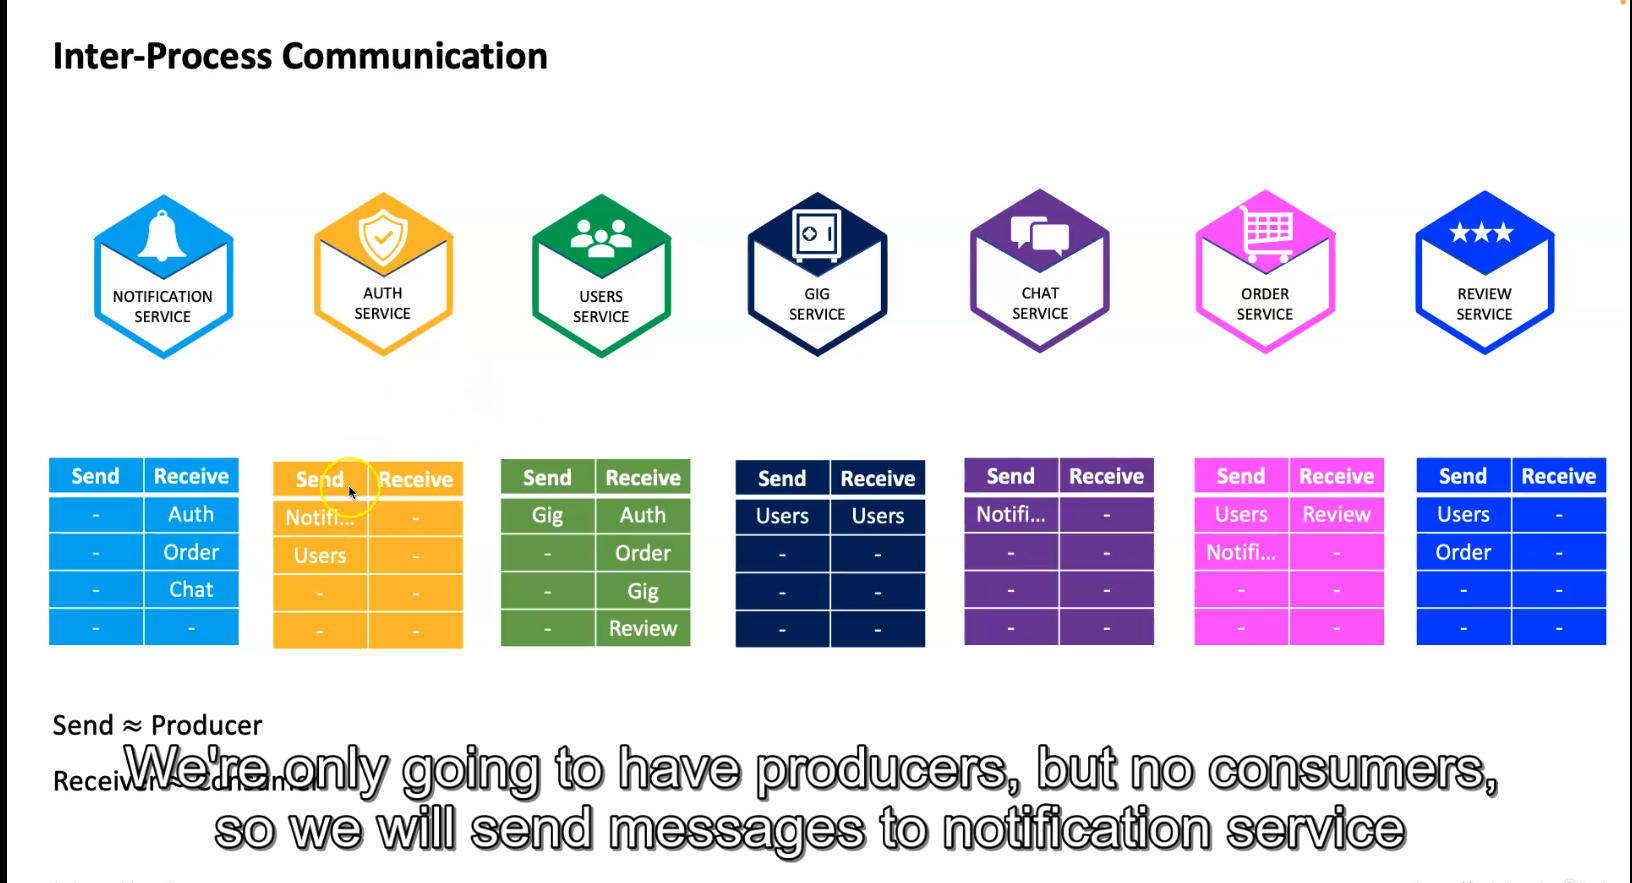 Inter-Process Communication
NOTIFICATION
SERVICE
AUTH
SERVICE
USERS
SERVICE
GIG
SERVICE
CHAT
SERVICE
ORDER
SERVICE
REVIEW
SERVICE
Send Receive
- Auth
- Order
- Chat
- -
Send Receive
Notifi... -
Users -
- -
- -
Send Receive
Gig Auth
- Order
- Gig
- Review
Send Receive
Users Users
- -
- -
- -
Send Receive
Notifi... -
- -
- -
- -
Send Receive
Users Review
Notifi... -
- -
- -
Send Receive
Users -
Order -
- -
- -
Send ≈ Producer
Receiver ≈ Consumer
We're only going to have producers, but no consumers,
so we will send messages to notification service